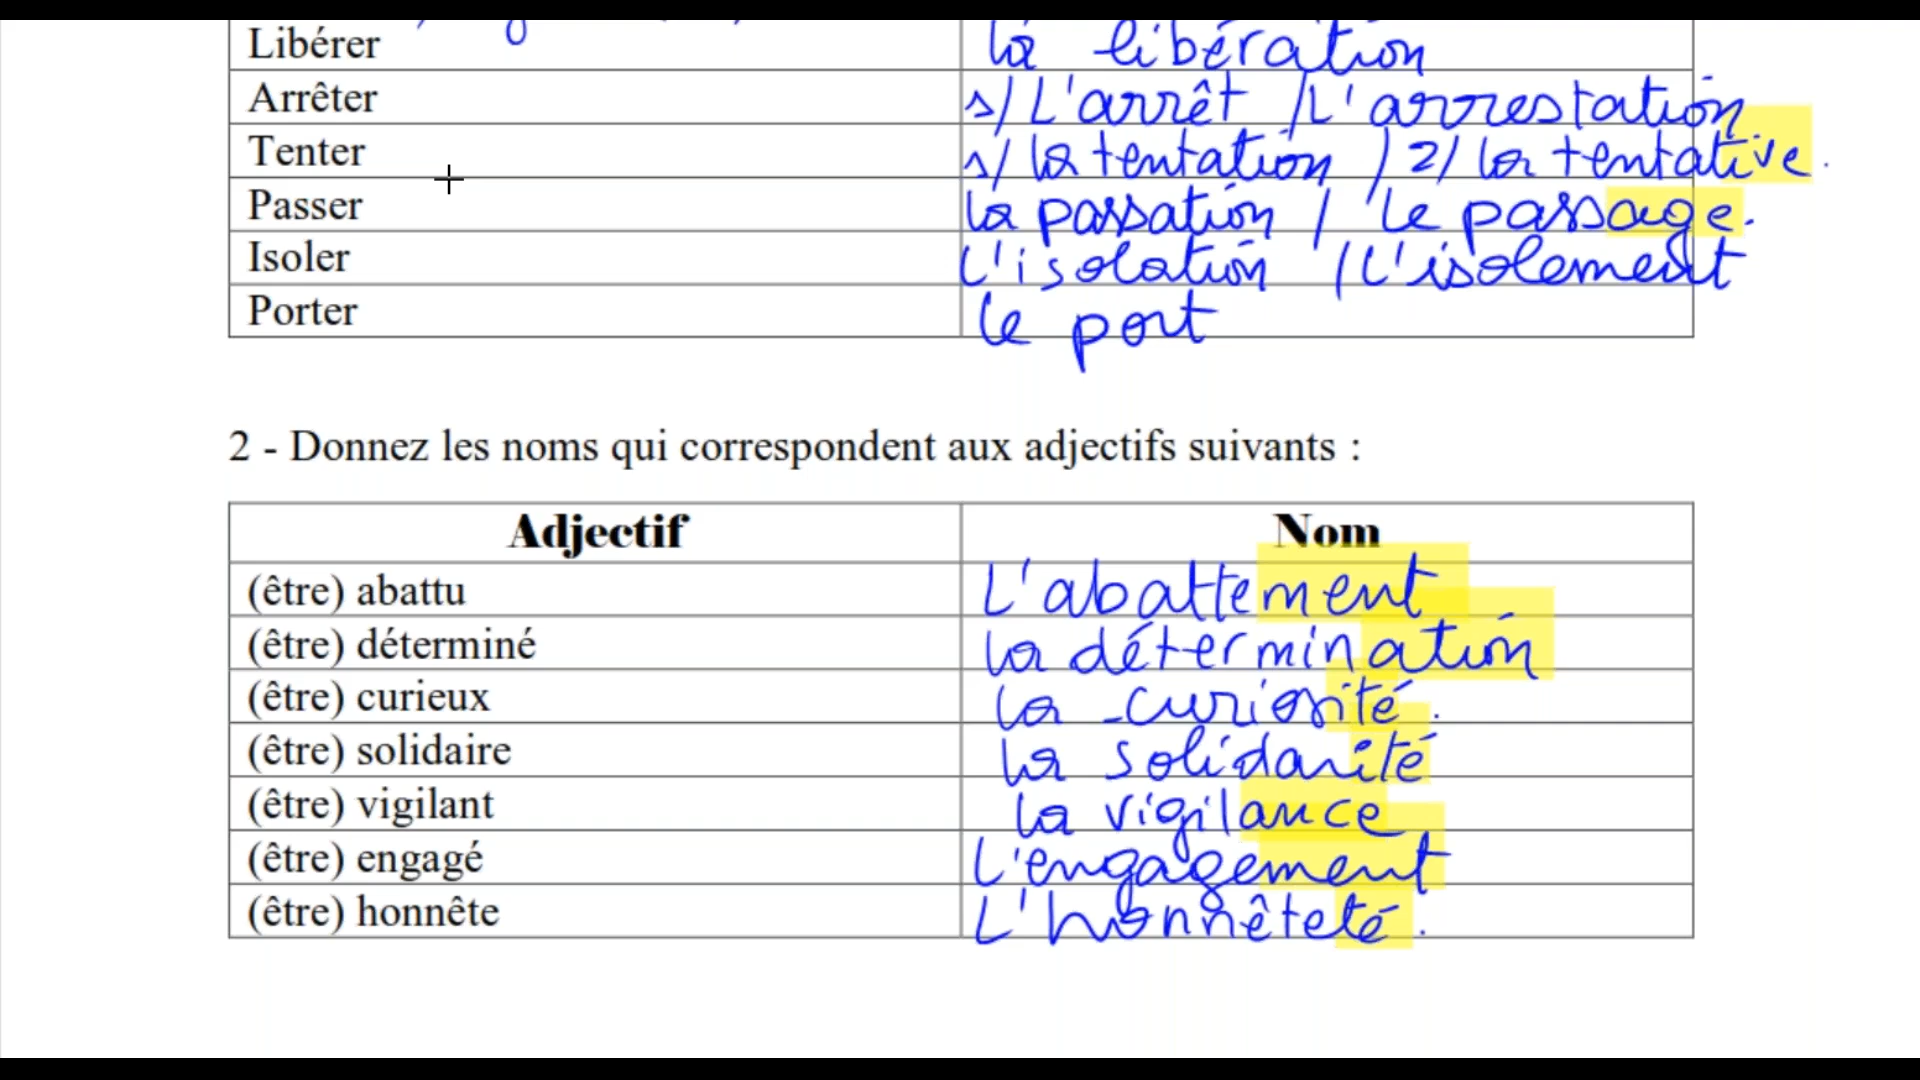 Libérer la libération
Arrêter 1/ L'arrêt / L'arrestation.
Tenter 1/ la tentation / 2/ la tentative.
Passer la passation / le passage.
Isoler L'isolation / L'isolement
Porter le port
2 - Donnez les noms qui correspondent aux adjectifs suivants :
Adjectif Nom
(être) abattu L'abattement
(être) déterminé la détermination
(être) curieux la curiosité.
(être) solidaire la solidarité
(être) vigilant la vigilance
(être) engagé L'engagement
(être) honnête L'honnêteté.